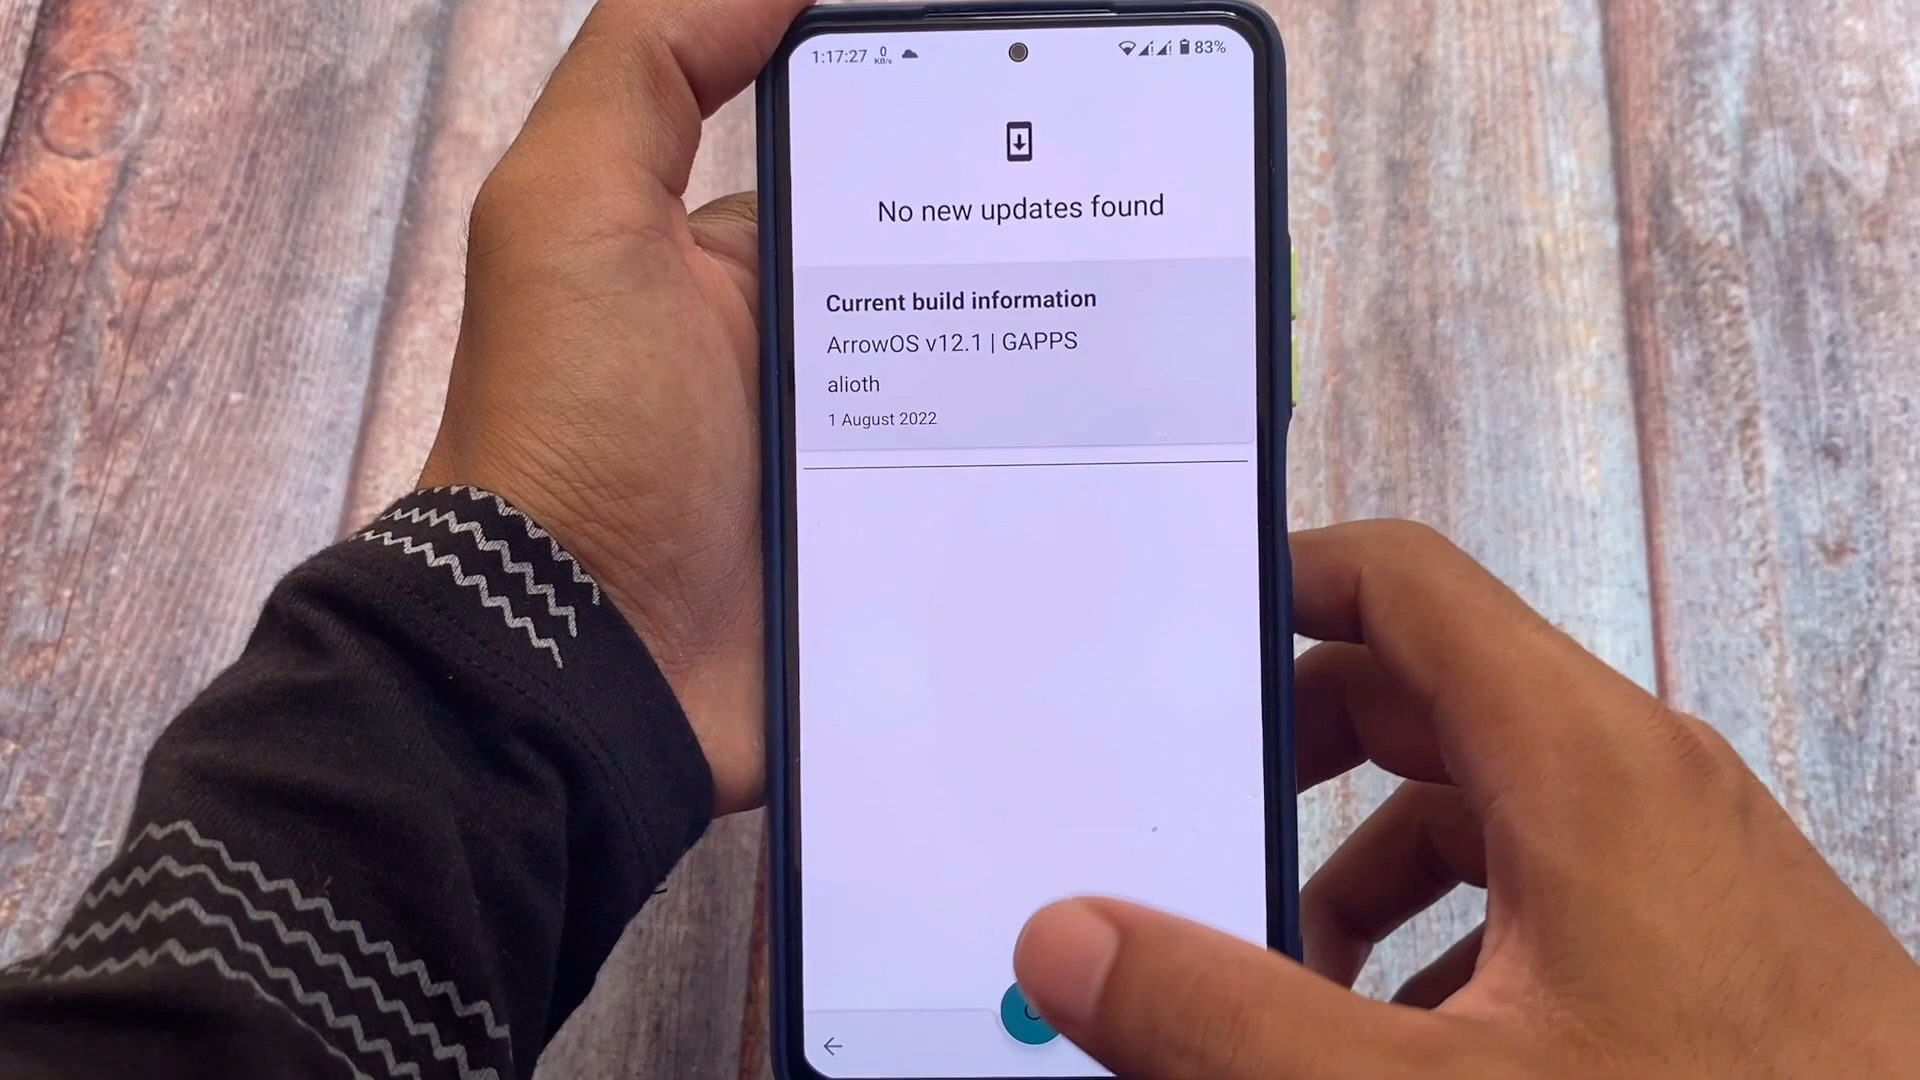 1:17:27 0 KB/s 83%
No new updates found
Current build information
ArrowOS v12.1 | GAPPS
alioth
1 August 2022